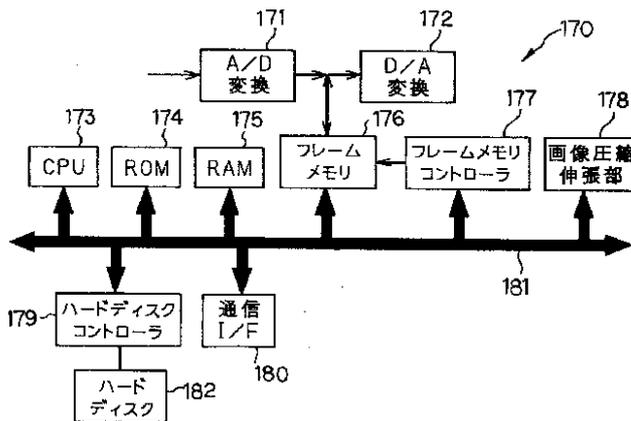 171
172
170
A/D
変換
D/A
変換
173
174
175
176
177
178
CPU
ROM
RAM
フレーム
メモリ
フレームメモリ
コントローラ
画像圧縮
伸張部
181
179
ハードディスク
コントローラ
通信
I/F
180
ハード
ディスク
182